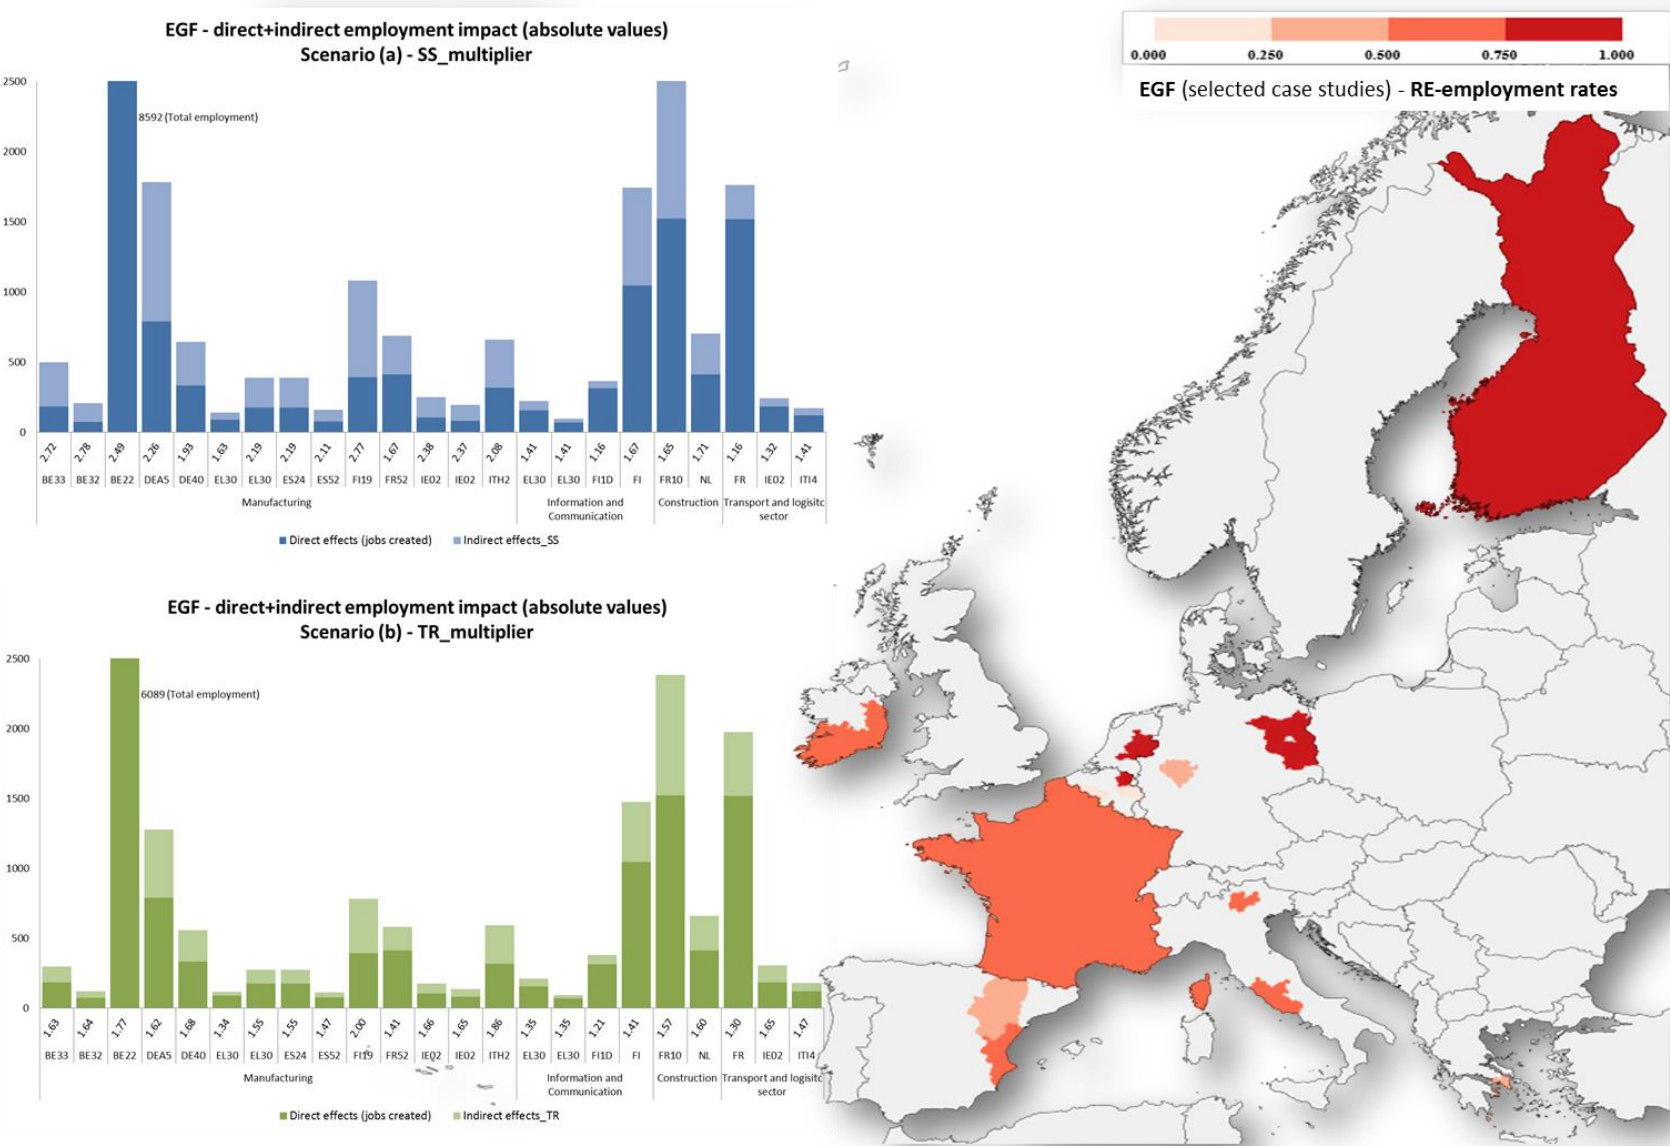 EGF - direct+indirect employment impact (absolute values)
Scenario (a) - SS_multiplier
2500
2000
1500
1000
500
0
8592 (Total employment)
2.72 2.78 2.49 2.26 1.93 1.63 2.19 2.19 2.11 2.77 1.67 2.38 2.37 2.08 1.41 1.41 1.16 1.67 1.65 1.71 1.16 1.32 1.41
BE33 BE32 BE22 DEA5 DE40 EL30 EL30 ES24 ES52 FI19 FR52 IE02 IE02 ITH2 EL30 EL30 FI1D FI FR10 NL FR IE02 ITI4
Manufacturing Information and Construction Transport and logisitc
Communication sector
Direct effects (jobs created) Indirect effects_SS
EGF - direct+indirect employment impact (absolute values)
Scenario (b) - TR_multiplier
2500
2000
1500
1000
500
0
6089 (Total employment)
1.63 1.64 1.77 1.62 1.68 1.34 1.55 1.55 1.47 2.00 1.41 1.66 1.65 1.86 1.35 1.35 1.21 1.41 1.57 1.60 1.30 1.65 1.47
BE33 BE32 BE22 DEA5 DE40 EL30 EL30 ES24 ES52 FI19 FR52 IE02 IE02 ITH2 EL30 EL30 FI1D FI FR10 NL FR IE02 ITI4
Manufacturing Information and Construction Transport and logisitc
Communication sector
Direct effects (jobs created) Indirect effects_TR
0.000 0.250 0.500 0.750 1.000
EGF (selected case studies) - RE-employment rates